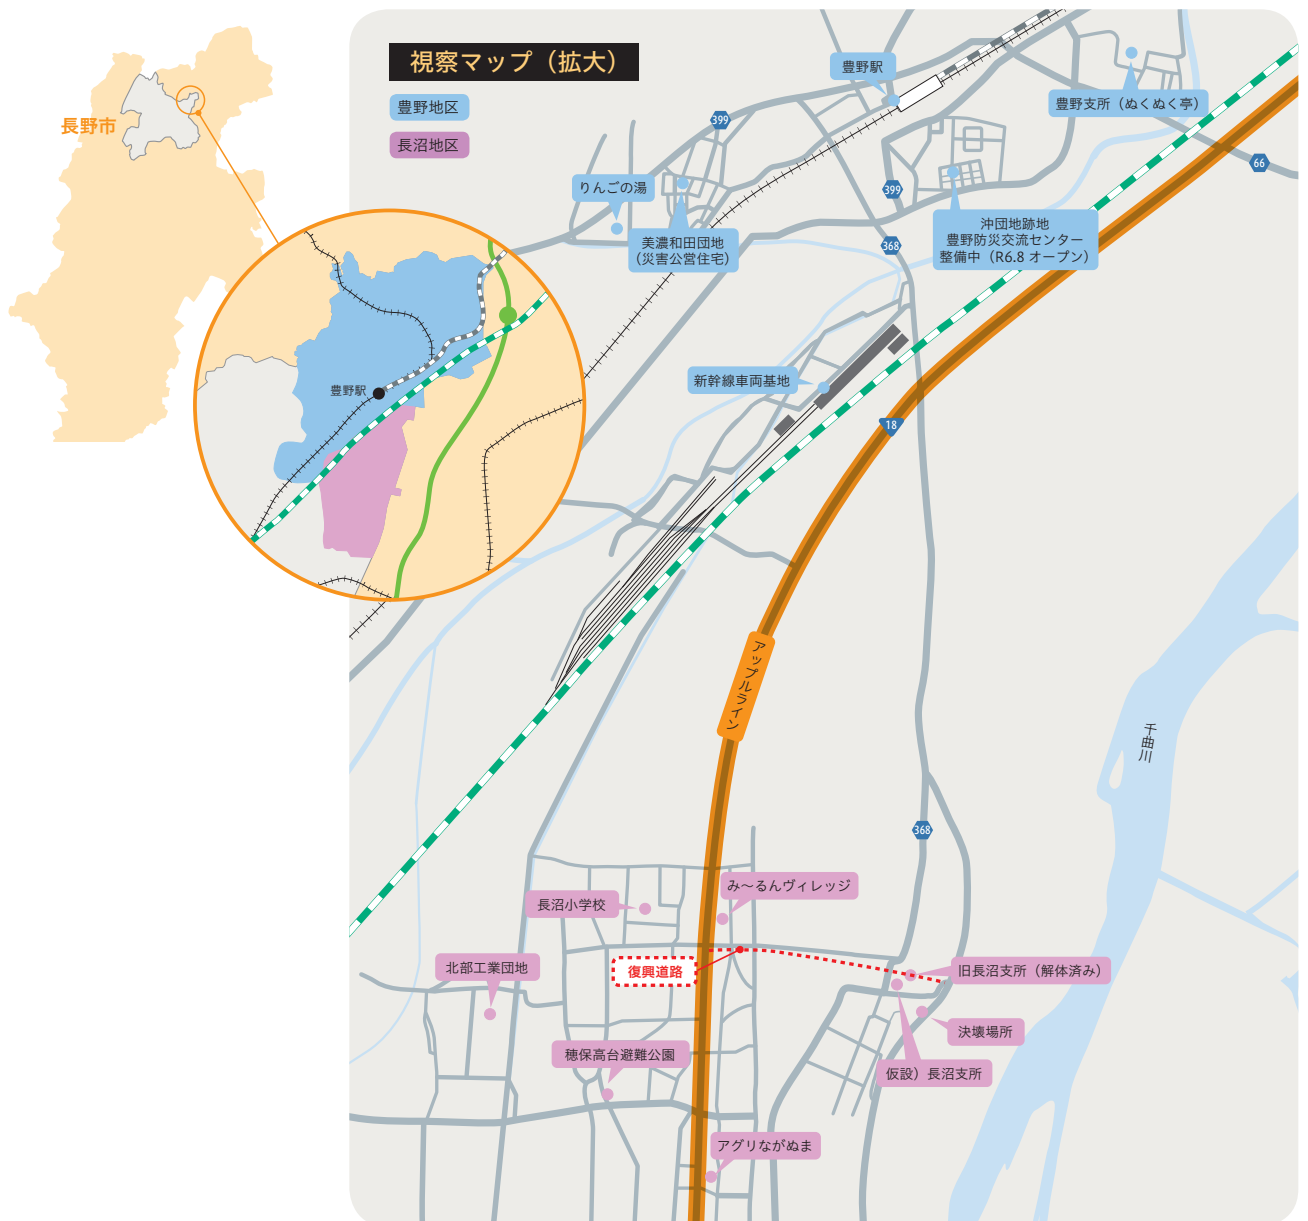 視察マップ（拡大）
豊野地区
長沼地区
長野市
豊野駅
豊野駅
豊野支所（ぬくぬく亭）
399
66
りんごの湯
399
美濃和田団地
（災害公営住宅）
沖団地跡地
豊野防災交流センター
整備中（R6.8 オープン）
368
新幹線車両基地
18
アップルライン
千曲川
368
み〜るんヴィレッジ
長沼小学校
復興道路
北部工業団地
旧長沼支所（解体済み）
決壊場所
穂保高台避難公園
仮設）長沼支所
アグリながぬま